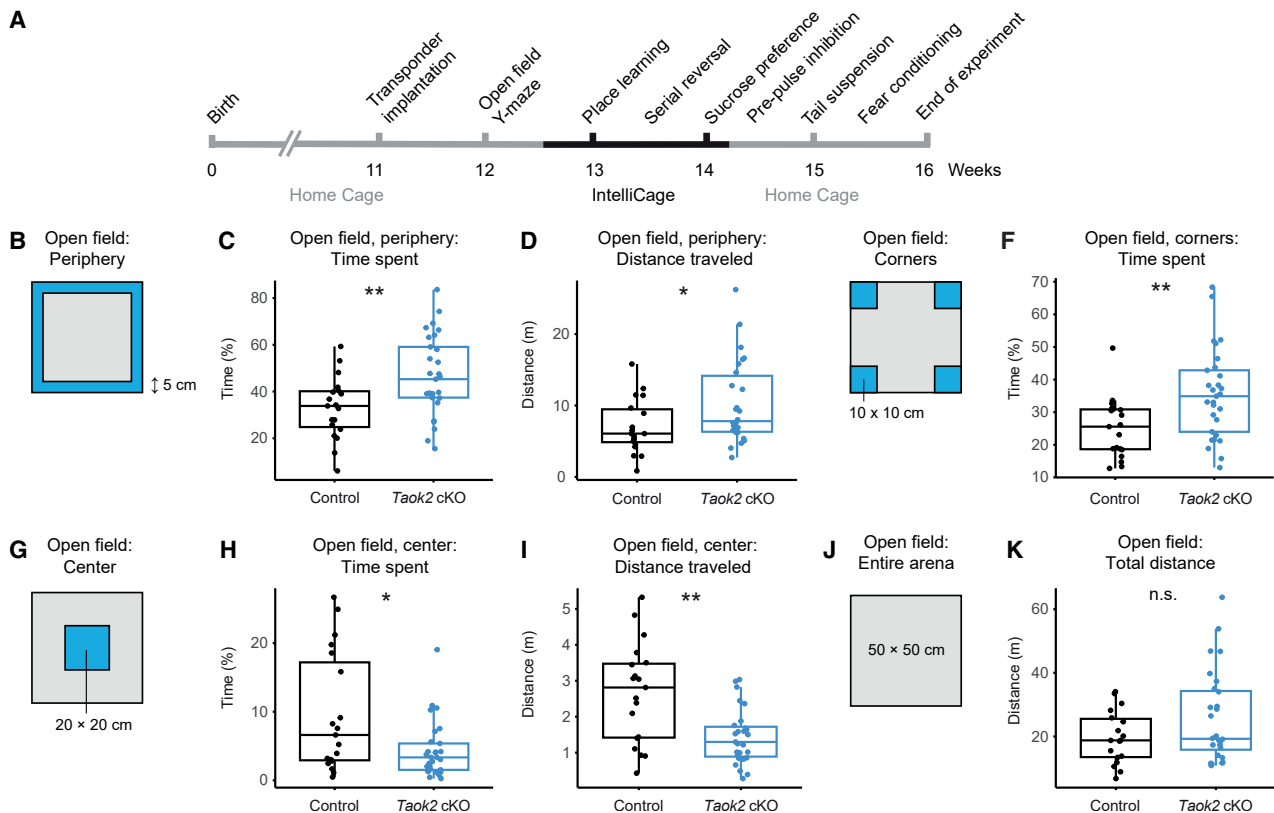 A
Birth
Transponder
implantation
Open field
Y-maze
Place learning
Serial reversal
Sucrose preference
Pre-pulse inhibition
Tail suspension
Fear conditioning
End of experiment
0 11 12 13 14 15 16 Weeks
Home Cage IntelliCage Home Cage
B
Open field:
Periphery
5 cm
C
Open field, periphery:
Time spent
**
Time (%)
80
60
40
20
Control Taok2 cKO
D
Open field, periphery:
Distance traveled
*
Distance (m)
20
10
0
Control Taok2 cKO
Open field:
Corners
10 x 10 cm
F
Open field, corners:
Time spent
**
Time (%)
70
60
50
40
30
20
10
Control Taok2 cKO
G
Open field:
Center
20 × 20 cm
H
Open field, center:
Time spent
*
Time (%)
20
10
0
Control Taok2 cKO
I
Open field, center:
Distance traveled
**
Distance (m)
5
4
3
2
1
Control Taok2 cKO
J
Open field:
Entire arena
50 × 50 cm
K
Open field:
Total distance
n.s.
Distance (m)
60
40
20
Control Taok2 cKO